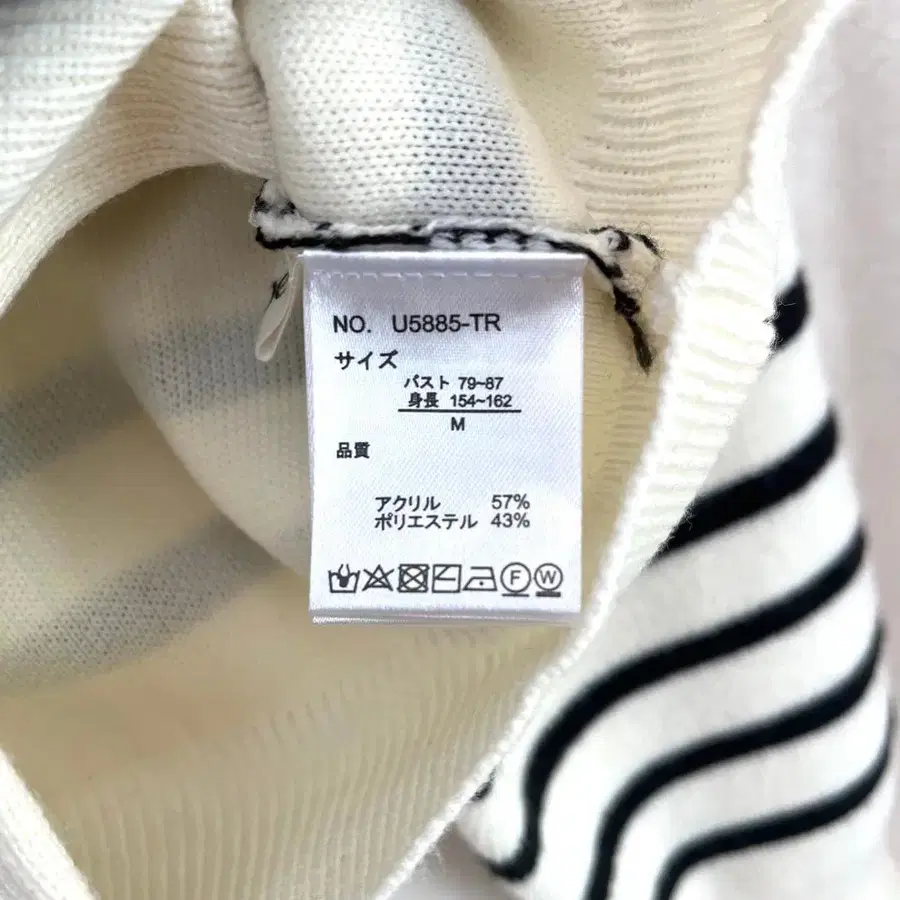 NO. U5885-TR
サイズ
バスト 79~87
身長 154~162
M
品質
アクリル 57%
ポリエステル 43%
F W